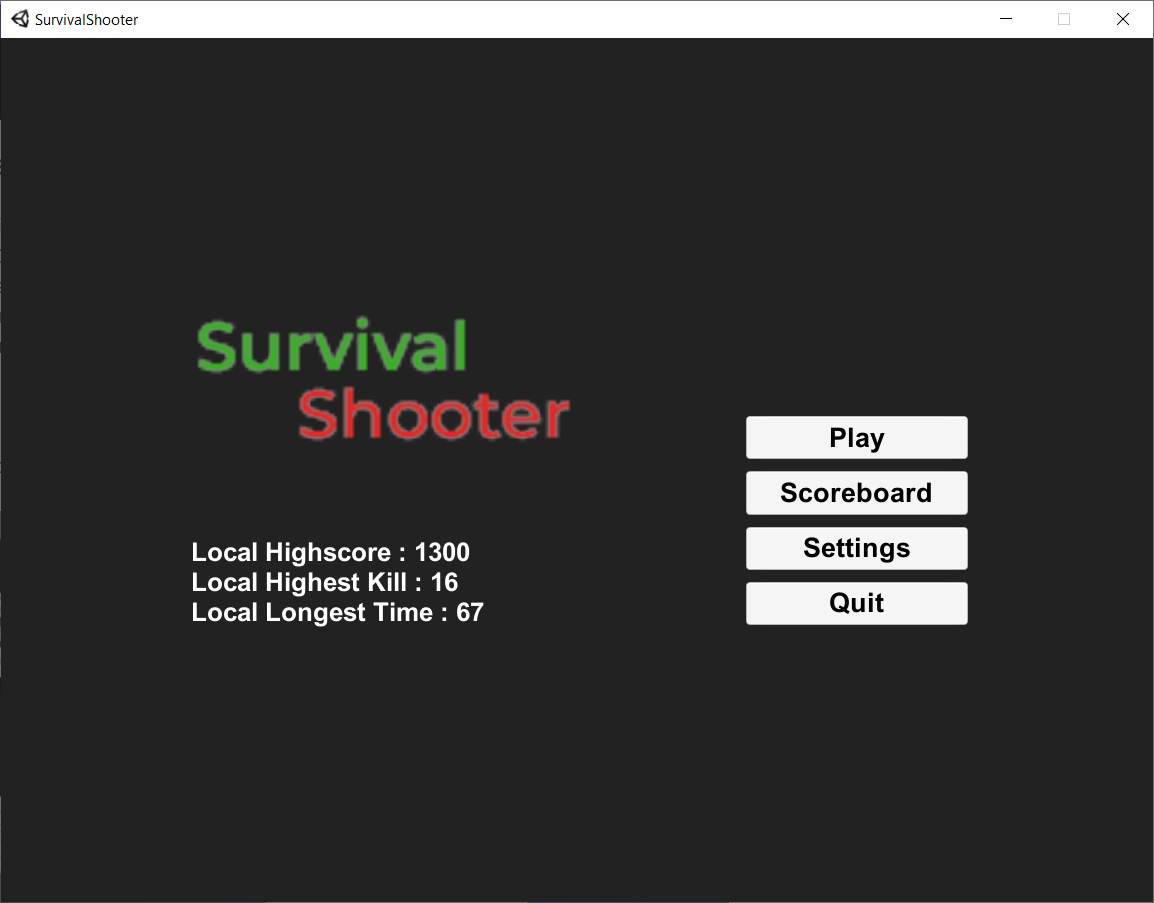 SurvivalShooter
Survival
Shooter
Local Highscore : 1300
Local Highest Kill : 16
Local Longest Time : 67
Play
Scoreboard
Settings
Quit